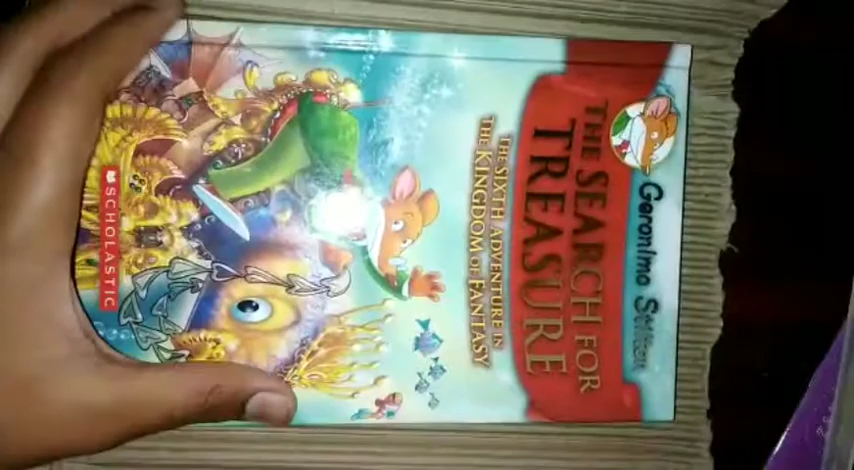 Geronimo Stilton
THE SEARCH FOR
TREASURE
THE SIXTH ADVENTURE IN
THE KINGDOM OF FANTASY
SCHOLASTIC